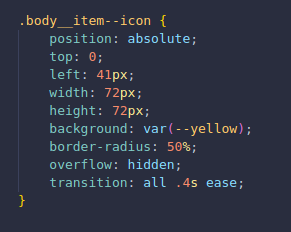 .body__item--icon {
    position: absolute;
    top: 0;
    left: 41px;
    width: 72px;
    height: 72px;
    background: var(--yellow);
    border-radius: 50%;
    overflow: hidden;
    transition: all .4s ease;
}